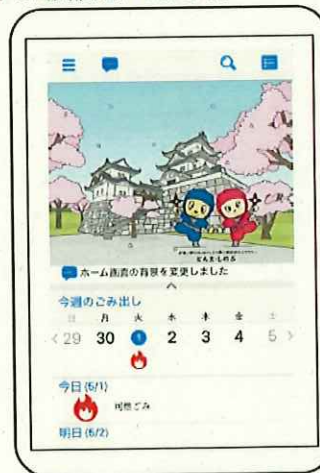 ホーム画面の背景を変更しました
今週のごみ出し
日 月 火 水 木 金 土
< 29 30 1 2 3 4 5 >
今日 (5/1)
可燃ごみ
明日 (5/2)